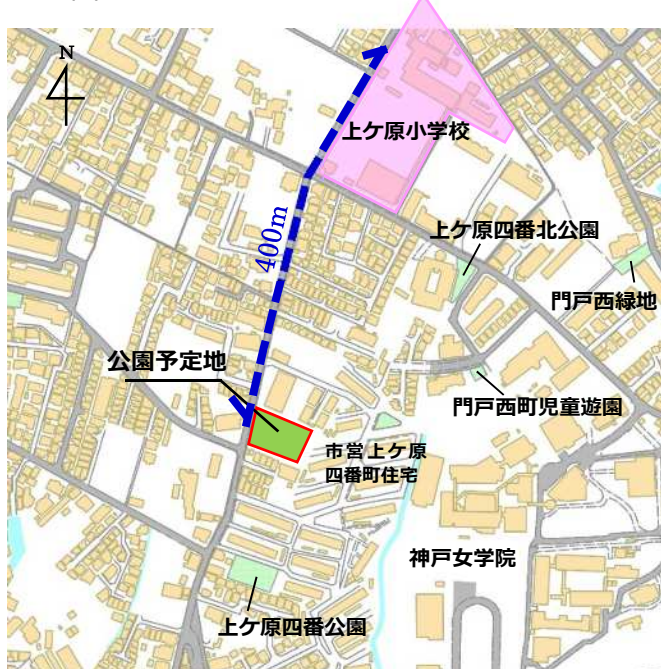 N
上ケ原小学校
400m
上ケ原四番北公園
門戸西緑地
公園予定地
門戸西町児童遊園
市営上ケ原
四番町住宅
神戸女学院
上ケ原四番公園